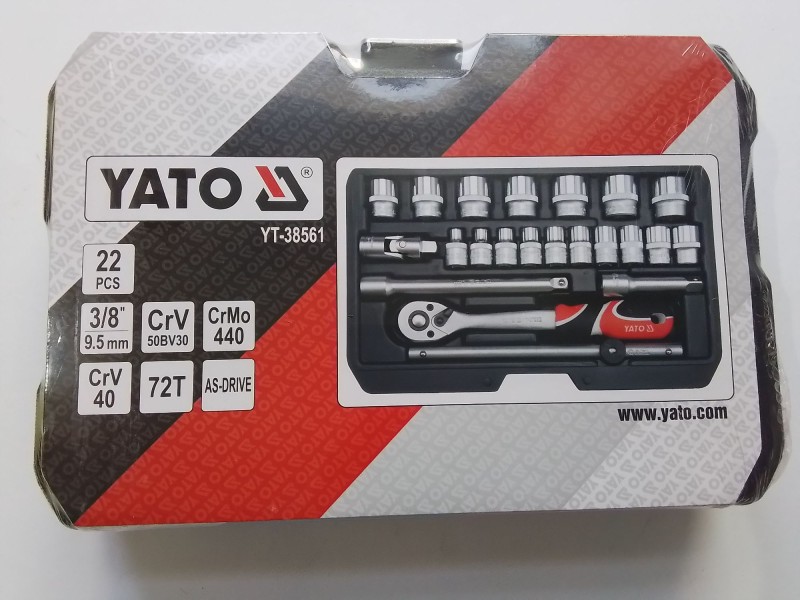 YATO ®
YT-38561
22
PCS
3/8"
9.5 mm
CrV
50BV30
CrMo
440
CrV
40
72T
AS-DRIVE
YATO
www.yato.com